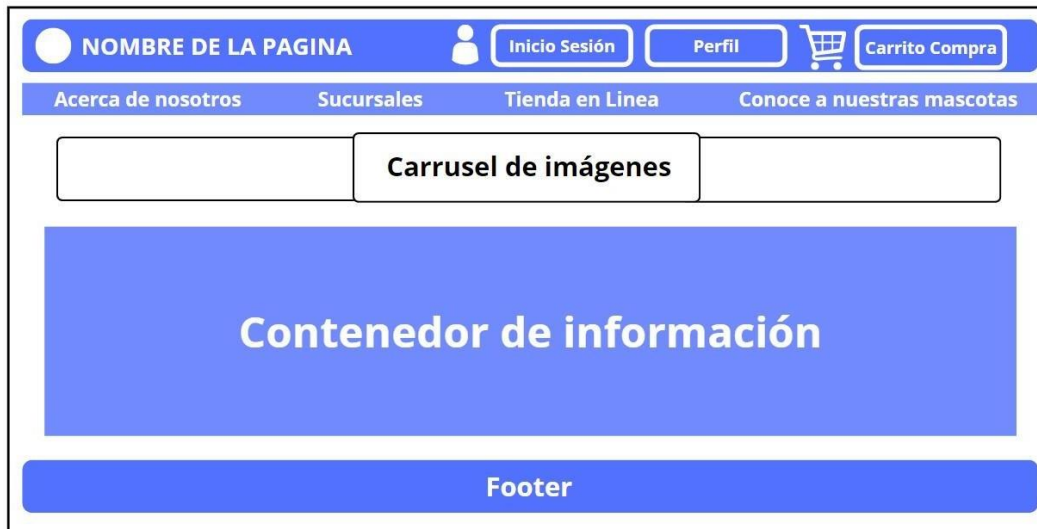 NOMBRE DE LA PAGINA
Inicio Sesión
Perfil
Carrito Compra
Acerca de nosotros
Sucursales
Tienda en Linea
Conoce a nuestras mascotas
Carrusel de imágenes
Contenedor de información
Footer